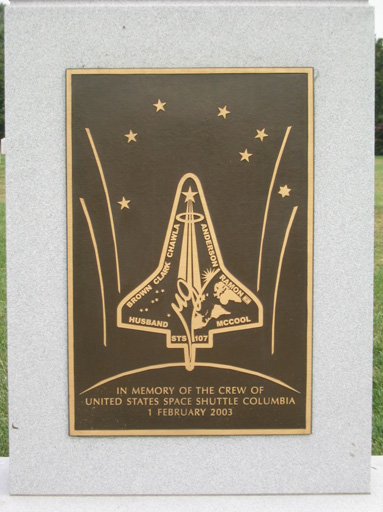 BROWN CLARK CHAWLA
ANDERSON RAMON
HUSBAND
MCCOOL
STS 107
IN MEMORY OF THE CREW OF
UNITED STATES SPACE SHUTTLE COLUMBIA
1 FEBRUARY 2003